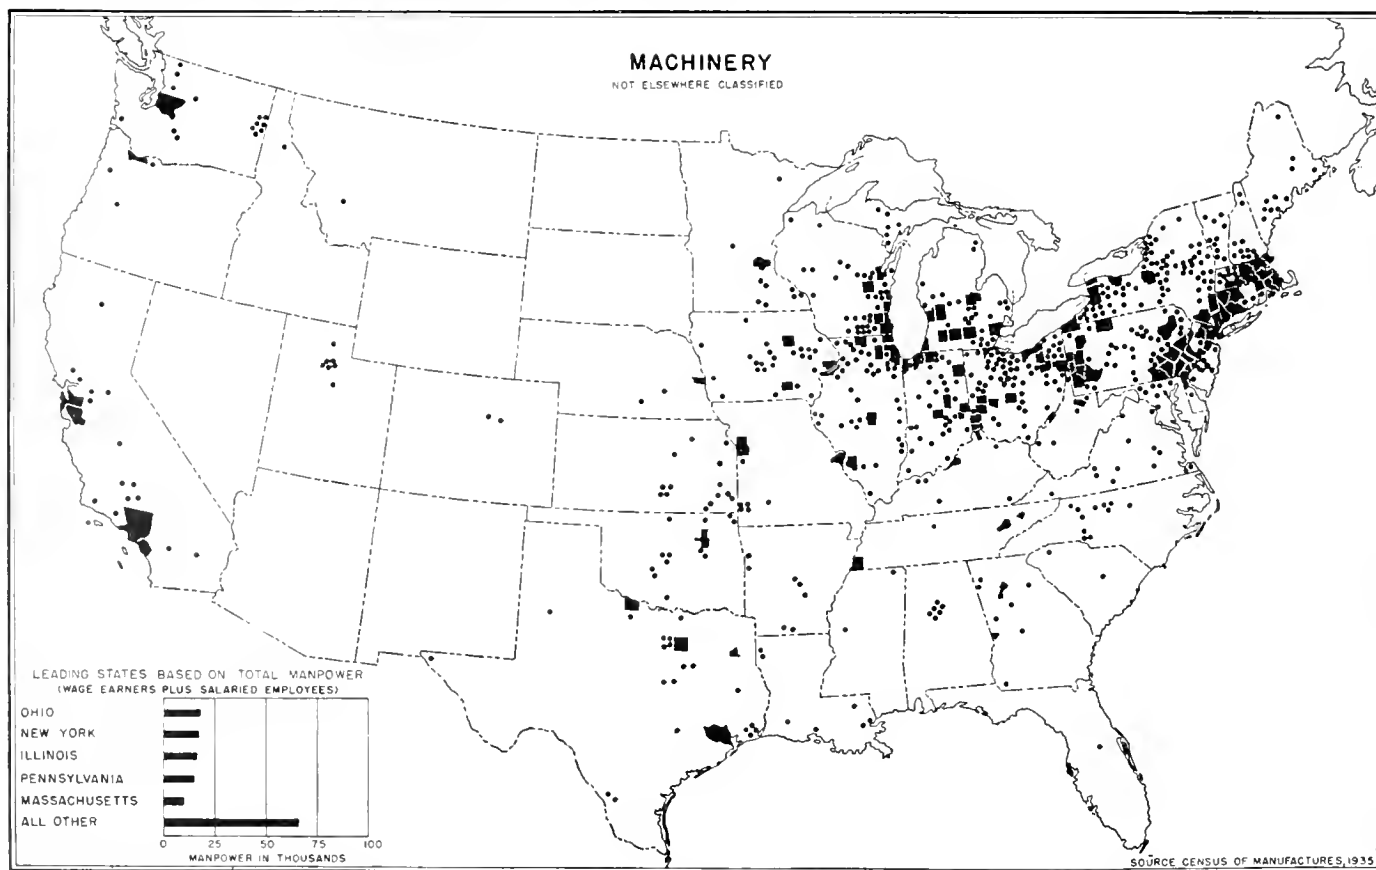 MACHINERY
NOT ELSEWHERE CLASSIFIED
LEADING STATES BASED ON TOTAL MANPOWER
(WAGE EARNERS PLUS SALARIED EMPLOYEES)
OHIO
NEW YORK
ILLINOIS
PENNSYLVANIA
MASSACHUSETTS
ALL OTHER
0 25 50 75 100
MANPOWER IN THOUSANDS
SOURCE CENSUS OF MANUFACTURES, 1935